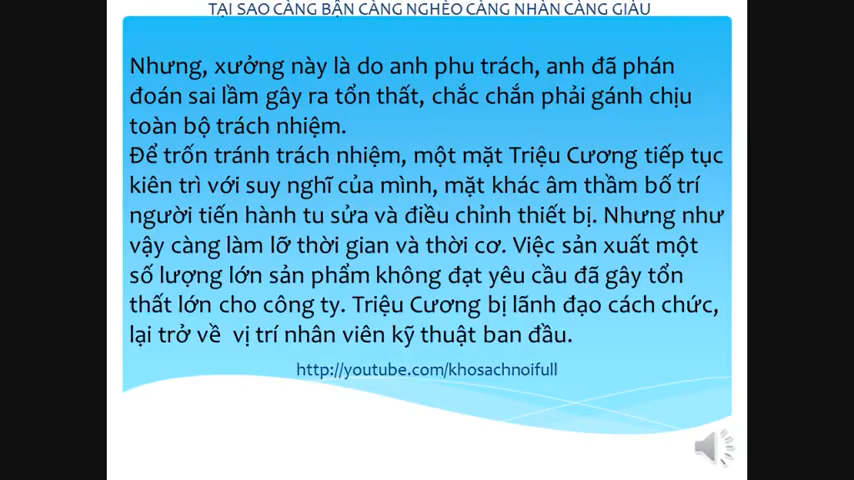 TẠI SAO CÀNG BẬN CÀNG NGHÈO CÀNG NHÀN CÀNG GIÀU
Nhưng, xưởng này là do anh phu trách, anh đã phán
đoán sai lầm gây ra tổn thất, chắc chắn phải gánh chịu
toàn bộ trách nhiệm.
Để trốn tránh trách nhiệm, một mặt Triệu Cương tiếp tục
kiên trì với suy nghĩ của mình, mặt khác âm thầm bố trí
người tiến hành tu sửa và điều chỉnh thiết bị. Nhưng như
vậy càng làm lỡ thời gian và thời cơ. Việc sản xuất một
số lượng lớn sản phẩm không đạt yêu cầu đã gây tổn
thất lớn cho công ty. Triệu Cương bị lãnh đạo cách chức,
lại trở về vị trí nhân viên kỹ thuật ban đầu.
http://youtube.com/khosachnoifull